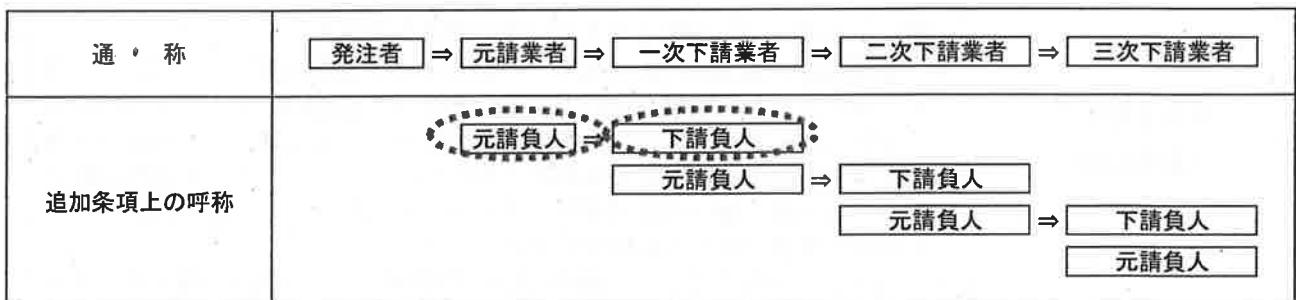 通・称
発注者 ⇒ 元請業者 ⇒ 一次下請業者 ⇒ 二次下請業者 ⇒ 三次下請業者
追加条項上の呼称
元請負人 ⇒ 下請負人
元請負人 ⇒ 下請負人
元請負人 ⇒ 下請負人
元請負人